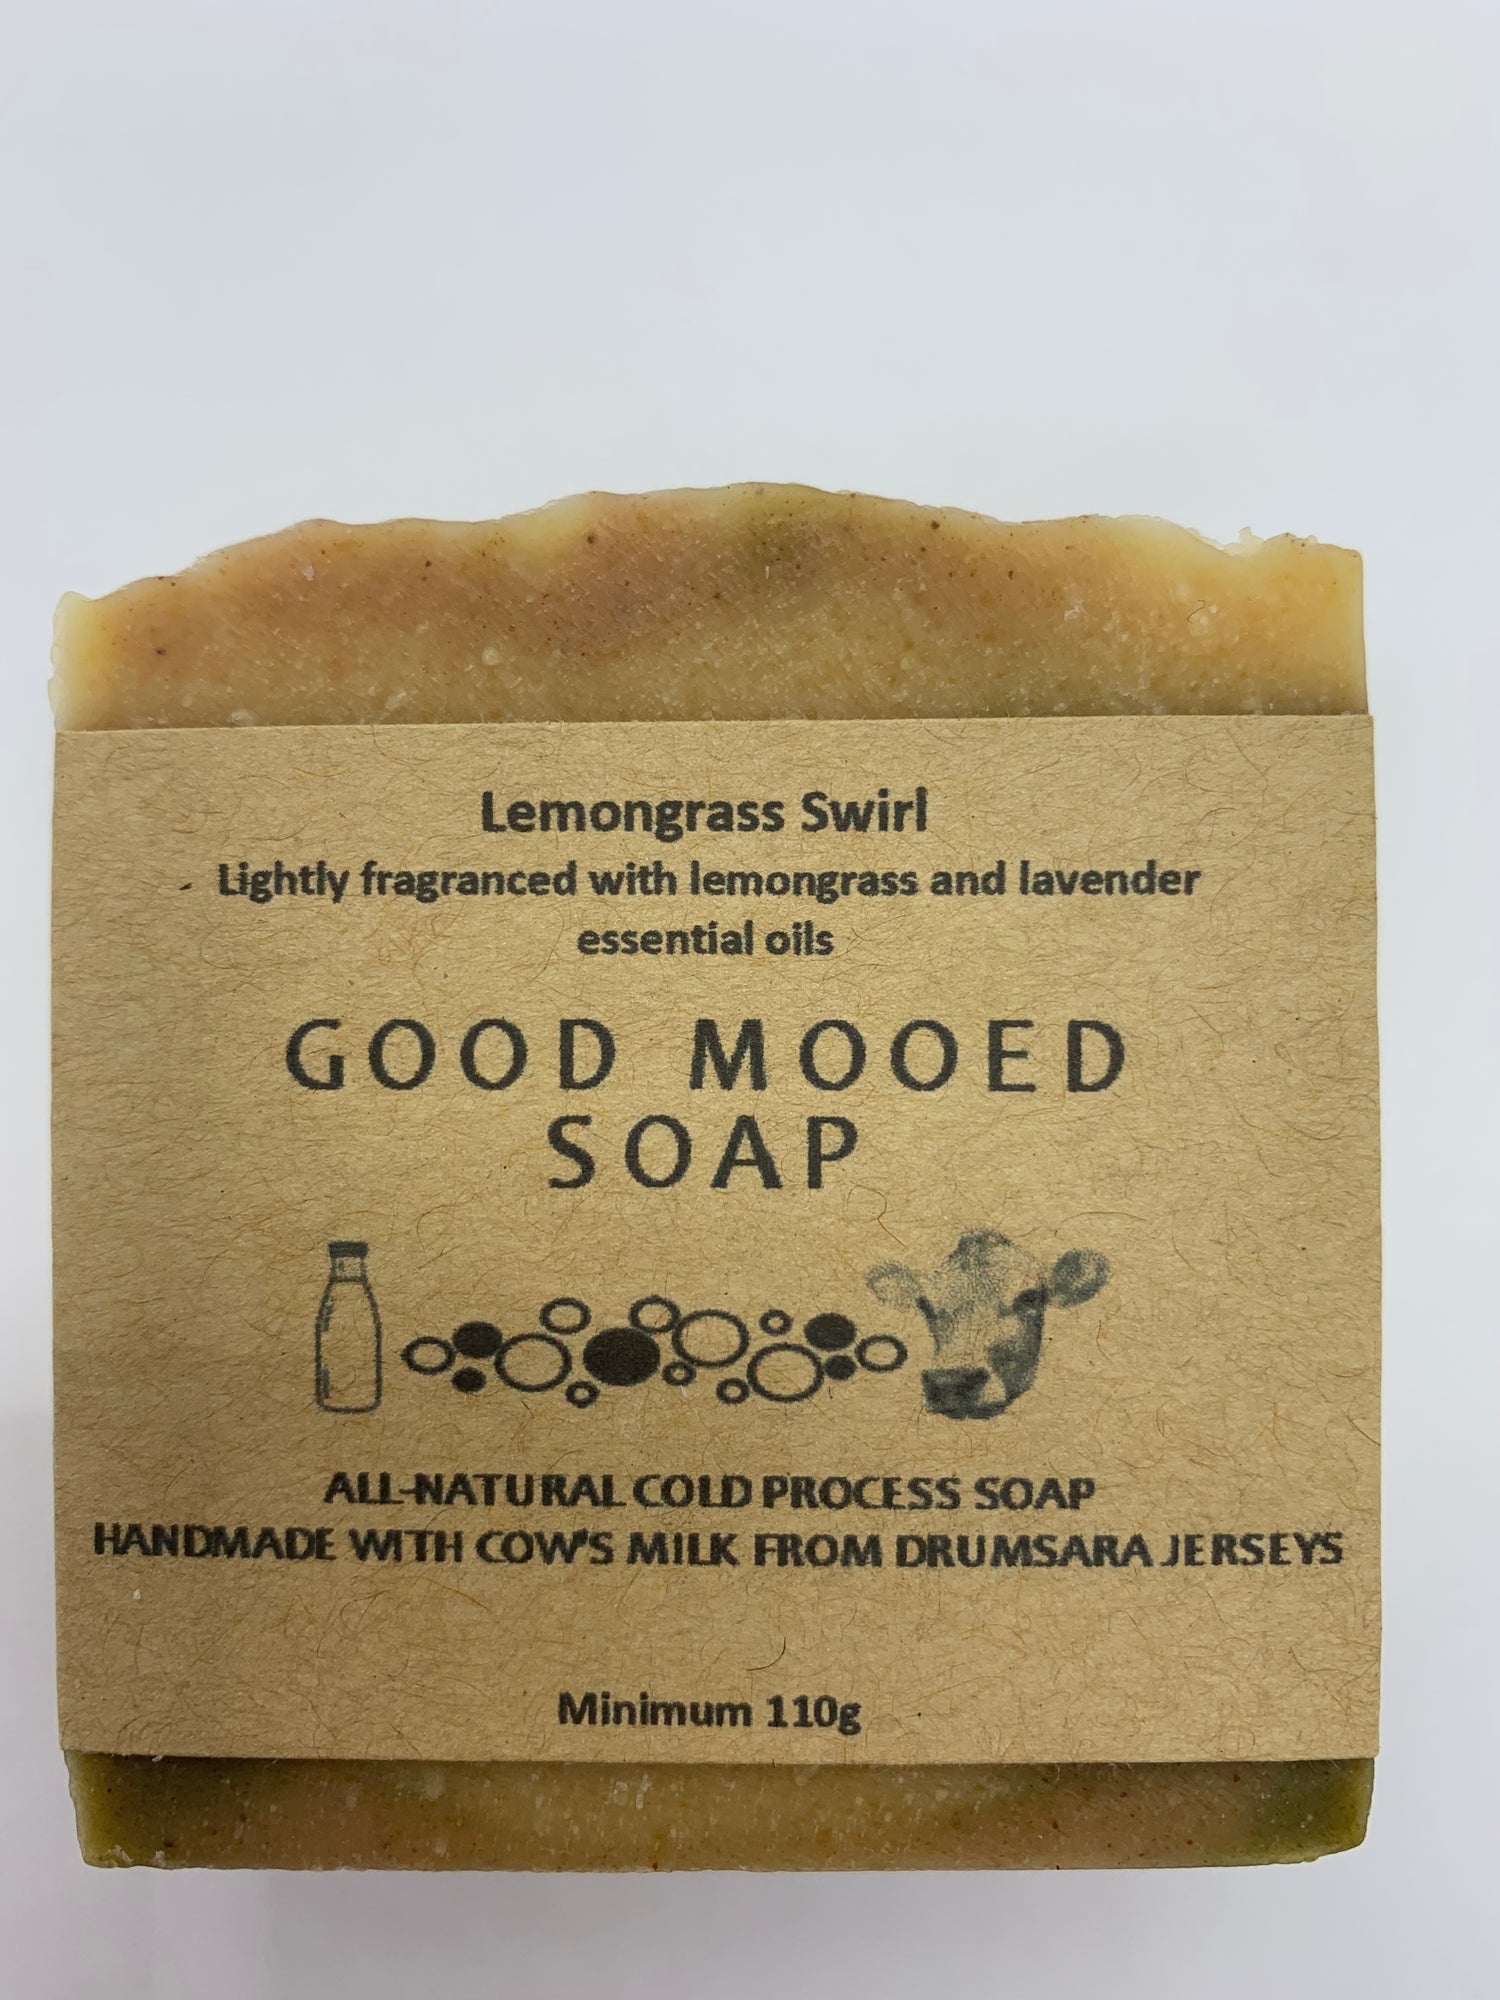 Lemongrass Swirl
Lightly fragranced with lemongrass and lavender
essential oils
GOOD MOOED
SOAP
ALL-NATURAL COLD PROCESS SOAP
HANDMADE WITH COW'S MILK FROM DRUMSARA JERSEYS
Minimum 110g